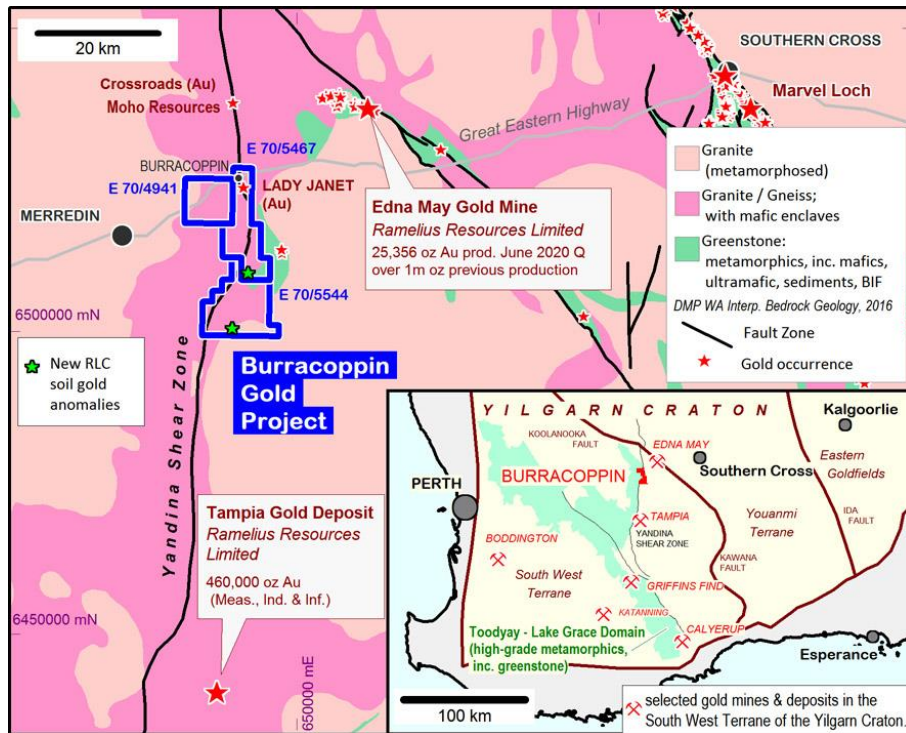 20 km
SOUTHERN CROSS
Marvel Loch
Crossroads (Au)
Moho Resources
Great Eastern Highway
BURRACOPPIN
E 70/5467
E 70/4941
LADY JANET
(Au)
MERREDIN
Edna May Gold Mine
Ramelius Resources Limited
25,356 oz Au prod. June 2020 Q
over 1m oz previous production
Granite
(metamorphosed)
Granite / Gneiss;
with mafic enclaves
Greenstone:
metamorphics, inc. mafics,
ultramafic, sediments, BIF
DMP WA Interp. Bedrock Geology, 2016
Fault Zone
Gold occurrence
E 70/5544
6500000 mN
New RLC
soil gold
anomalies
Burracoppin
Gold
Project
Yandina Shear Zone
Tampia Gold Deposit
Ramelius Resources
Limited
460,000 oz Au
(Meas., Ind. & Inf.)
6450000 mN
650000 mE
YILGARN CRATON
Kalgoorlie
KOOLANOOKA
FAULT
EDNA MAY
Southern Cross
Eastern
Goldfields
BURRACOPPIN
PERTH
TAMPIA
YANDINA
SHEAR ZONE
Youanmi
Terrane
IDA
FAULT
BODDINGTON
KAWANA
FAULT
South West
Terrane
GRIFFINS FIND
KATANNING
CALYERUP
Toodyay - Lake Grace Domain
(high-grade metamorphics,
inc. greenstone)
Esperance
100 km
selected gold mines & deposits in the
South West Terrane of the Yilgarn Craton.